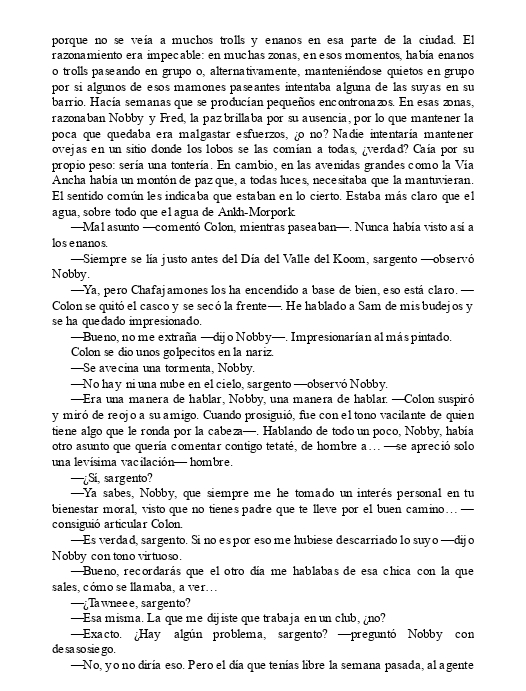 porque no se veía a muchos trolls y enanos en esa parte de la ciudad. El
razonamiento era impecable: en muchas zonas, en esos momentos, había enanos
o trolls paseando en grupo o, alternativamente, manteniéndose quietos en grupo
por si algunos de esos mamones paseantes intentaba alguna de las suyas en su
barrio. Hacía semanas que se producían pequeños encontronazos. En esas zonas,
razonaban Nobby y Fred, la paz brillaba por su ausencia, por lo que mantener la
poca que quedaba era malgastar esfuerzos, ¿o no? Nadie intentaría mantener
ovejas en un sitio donde los lobos se las comían a todas, ¿verdad? Caía por su
propio peso: sería una tontería. En cambio, en las avenidas grandes como la Vía
Ancha había un montón de paz que, a todas luces, necesitaba que la mantuvieran.
El sentido común les indicaba que estaban en lo cierto. Estaba más claro que el
agua, sobre todo que el agua de Ankh-Morpork.
—Mal asunto —comentó Colon, mientras paseaban—. Nunca había visto así a
los enanos.
—Siempre se lía justo antes del Día del Valle del Koom, sargento —observó
Nobby.
—Ya, pero Chafajamones los ha encendido a base de bien, eso está claro. —
Colon se quitó el casco y se secó la frente—. He hablado a Sam de mis budejos y
se ha quedado impresionado.
—Bueno, no me extraña —dijo Nobby—. Impresionarían al más pintado.
Colon se dio unos golpecitos en la nariz.
—Se avecina una tormenta, Nobby.
—No hay ni una nube en el cielo, sargento —observó Nobby.
—Era una manera de hablar, Nobby, una manera de hablar. —Colon suspiró
y miró de reojo a su amigo. Cuando prosiguió, fue con el tono vacilante de quien
tiene algo que le ronda por la cabeza—. Hablando de todo un poco, Nobby, había
otro asunto que quería comentar contigo tetaté, de hombre a… —se apreció solo
una levísima vacilación— hombre.
—¿Sí, sargento?
—Ya sabes, Nobby, que siempre me he tomado un interés personal en tu
bienestar moral, visto que no tienes padre que te lleve por el buen camino… —
consiguió articular Colon.
—Es verdad, sargento. Si no es por eso me hubiese descarriado lo suyo —dijo
Nobby con tono virtuoso.
—Bueno, recordarás que el otro día me hablabas de esa chica con la que
sales, cómo se llamaba, a ver…
—¿Tawneee, sargento?
—Esa misma. La que me dijiste que trabaja en un club, ¿no?
—Exacto. ¿Hay algún problema, sargento? —preguntó Nobby con
desasosiego.
—No, yo no diría eso. Pero el día que tenías libre la semana pasada, al agente